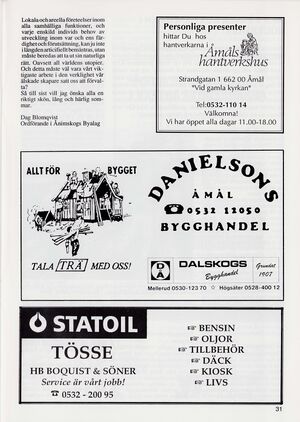 Lokala och areella företeelser inom
alla samhälliga funktioner, och
varje enskild individs behov av
utveckling inom var och ens fär-
dighet och förutsättning, kan ju inte
i längden artificiellt bestämmas, utan
måste beredas att ta ut sin naturliga
rätt. Oavsett all världens utopier.
Och detta måste väl vara vårt vik-
tigaste arbete i den verklighet vår
älskade skapare satt oss att förval-
ta?
Så till sist vill jag önska alla en
riktigt skön, lång och härlig som-
mar.
Dag Blomqvist
Ordförande i Ånimskogs Byalag
Personliga presenter
hittar Du hos
hantverkarna i
Åmåls
hantverkshus
Strandgatan 1 662 00 Åmål
"Vid gamla kyrkan"
Tel:0532-110 14
Välkomna!
Vi har öppet alla dagar 11.00-18.00
ALLT FÖR BYGGET
TALA TRÄ MED OSS!
DANIELSONS
ÅMÅL
☎ 0532 12050
BYGGHANDEL
D
Å
DALSKOGS
Bygghandel
Grundat
1907
Mellerud 0530-123 70 ☆ Högsäter 0528-400 12
STATOIL
TÖSSE
HB BOQUIST & SÖNER
Service är vårt jobb!
☎ 0532 - 200 95
☞ BENSIN
☞ OLJOR
☞ TILLBEHÖR
☞ DÄCK
☞ KIOSK
☞ LIVS
31